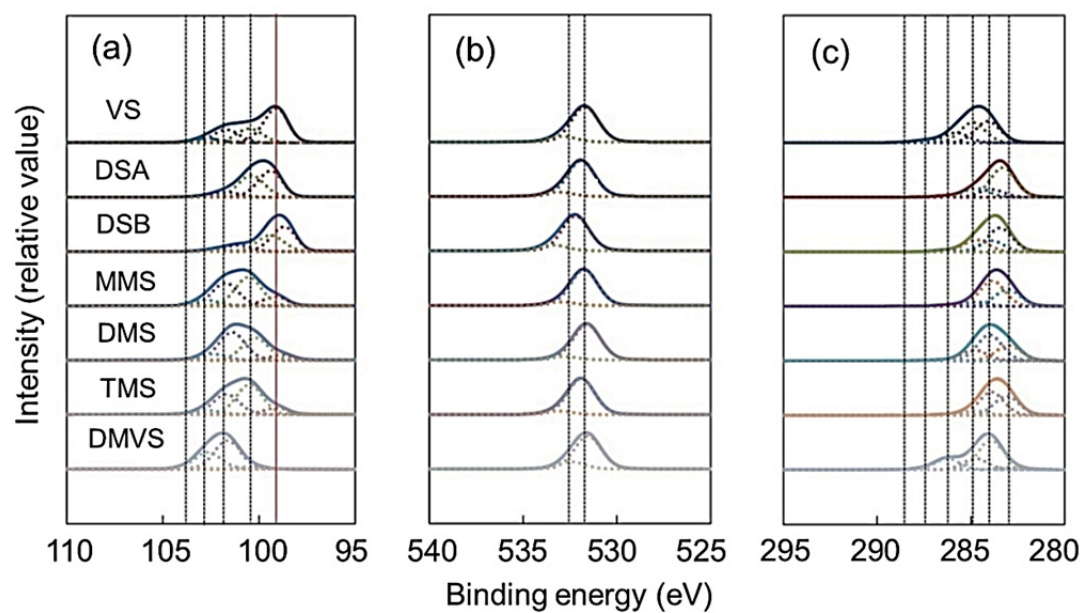 (a) (b) (c)
VS
DSA
DSB
MMS
DMS
TMS
DMVS
Intensity (relative value)
110 105 100 95 540 535 530 525 295 290 284 280
Binding energy (eV)